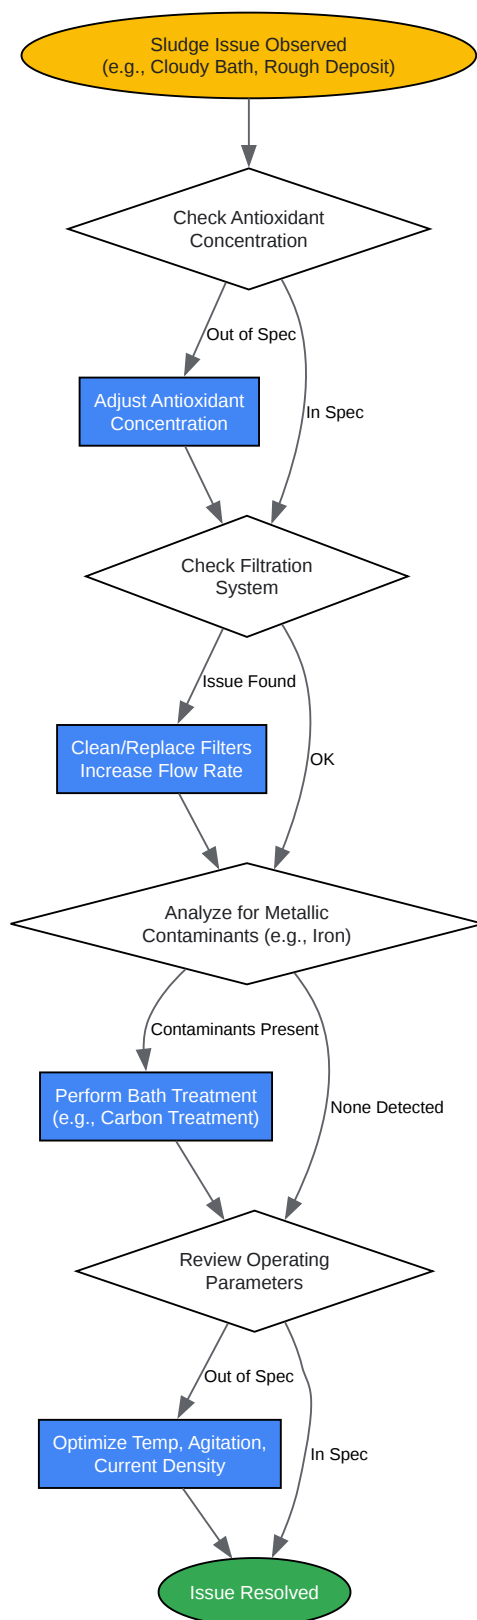 Sludge Issue Observed
(e.g., Cloudy Bath, Rough Deposit)
Check Antioxidant
Concentration
Out of Spec
Adjust Antioxidant
Concentration
In Spec
Check Filtration
System
Issue Found
Clean/Replace Filters
Increase Flow Rate
OK
Analyze for Metallic
Contaminants (e.g., Iron)
Contaminants Present
Perform Bath Treatment
(e.g., Carbon Treatment)
None Detected
Review Operating
Parameters
Out of Spec
Optimize Temp, Agitation,
Current Density
In Spec
Issue Resolved